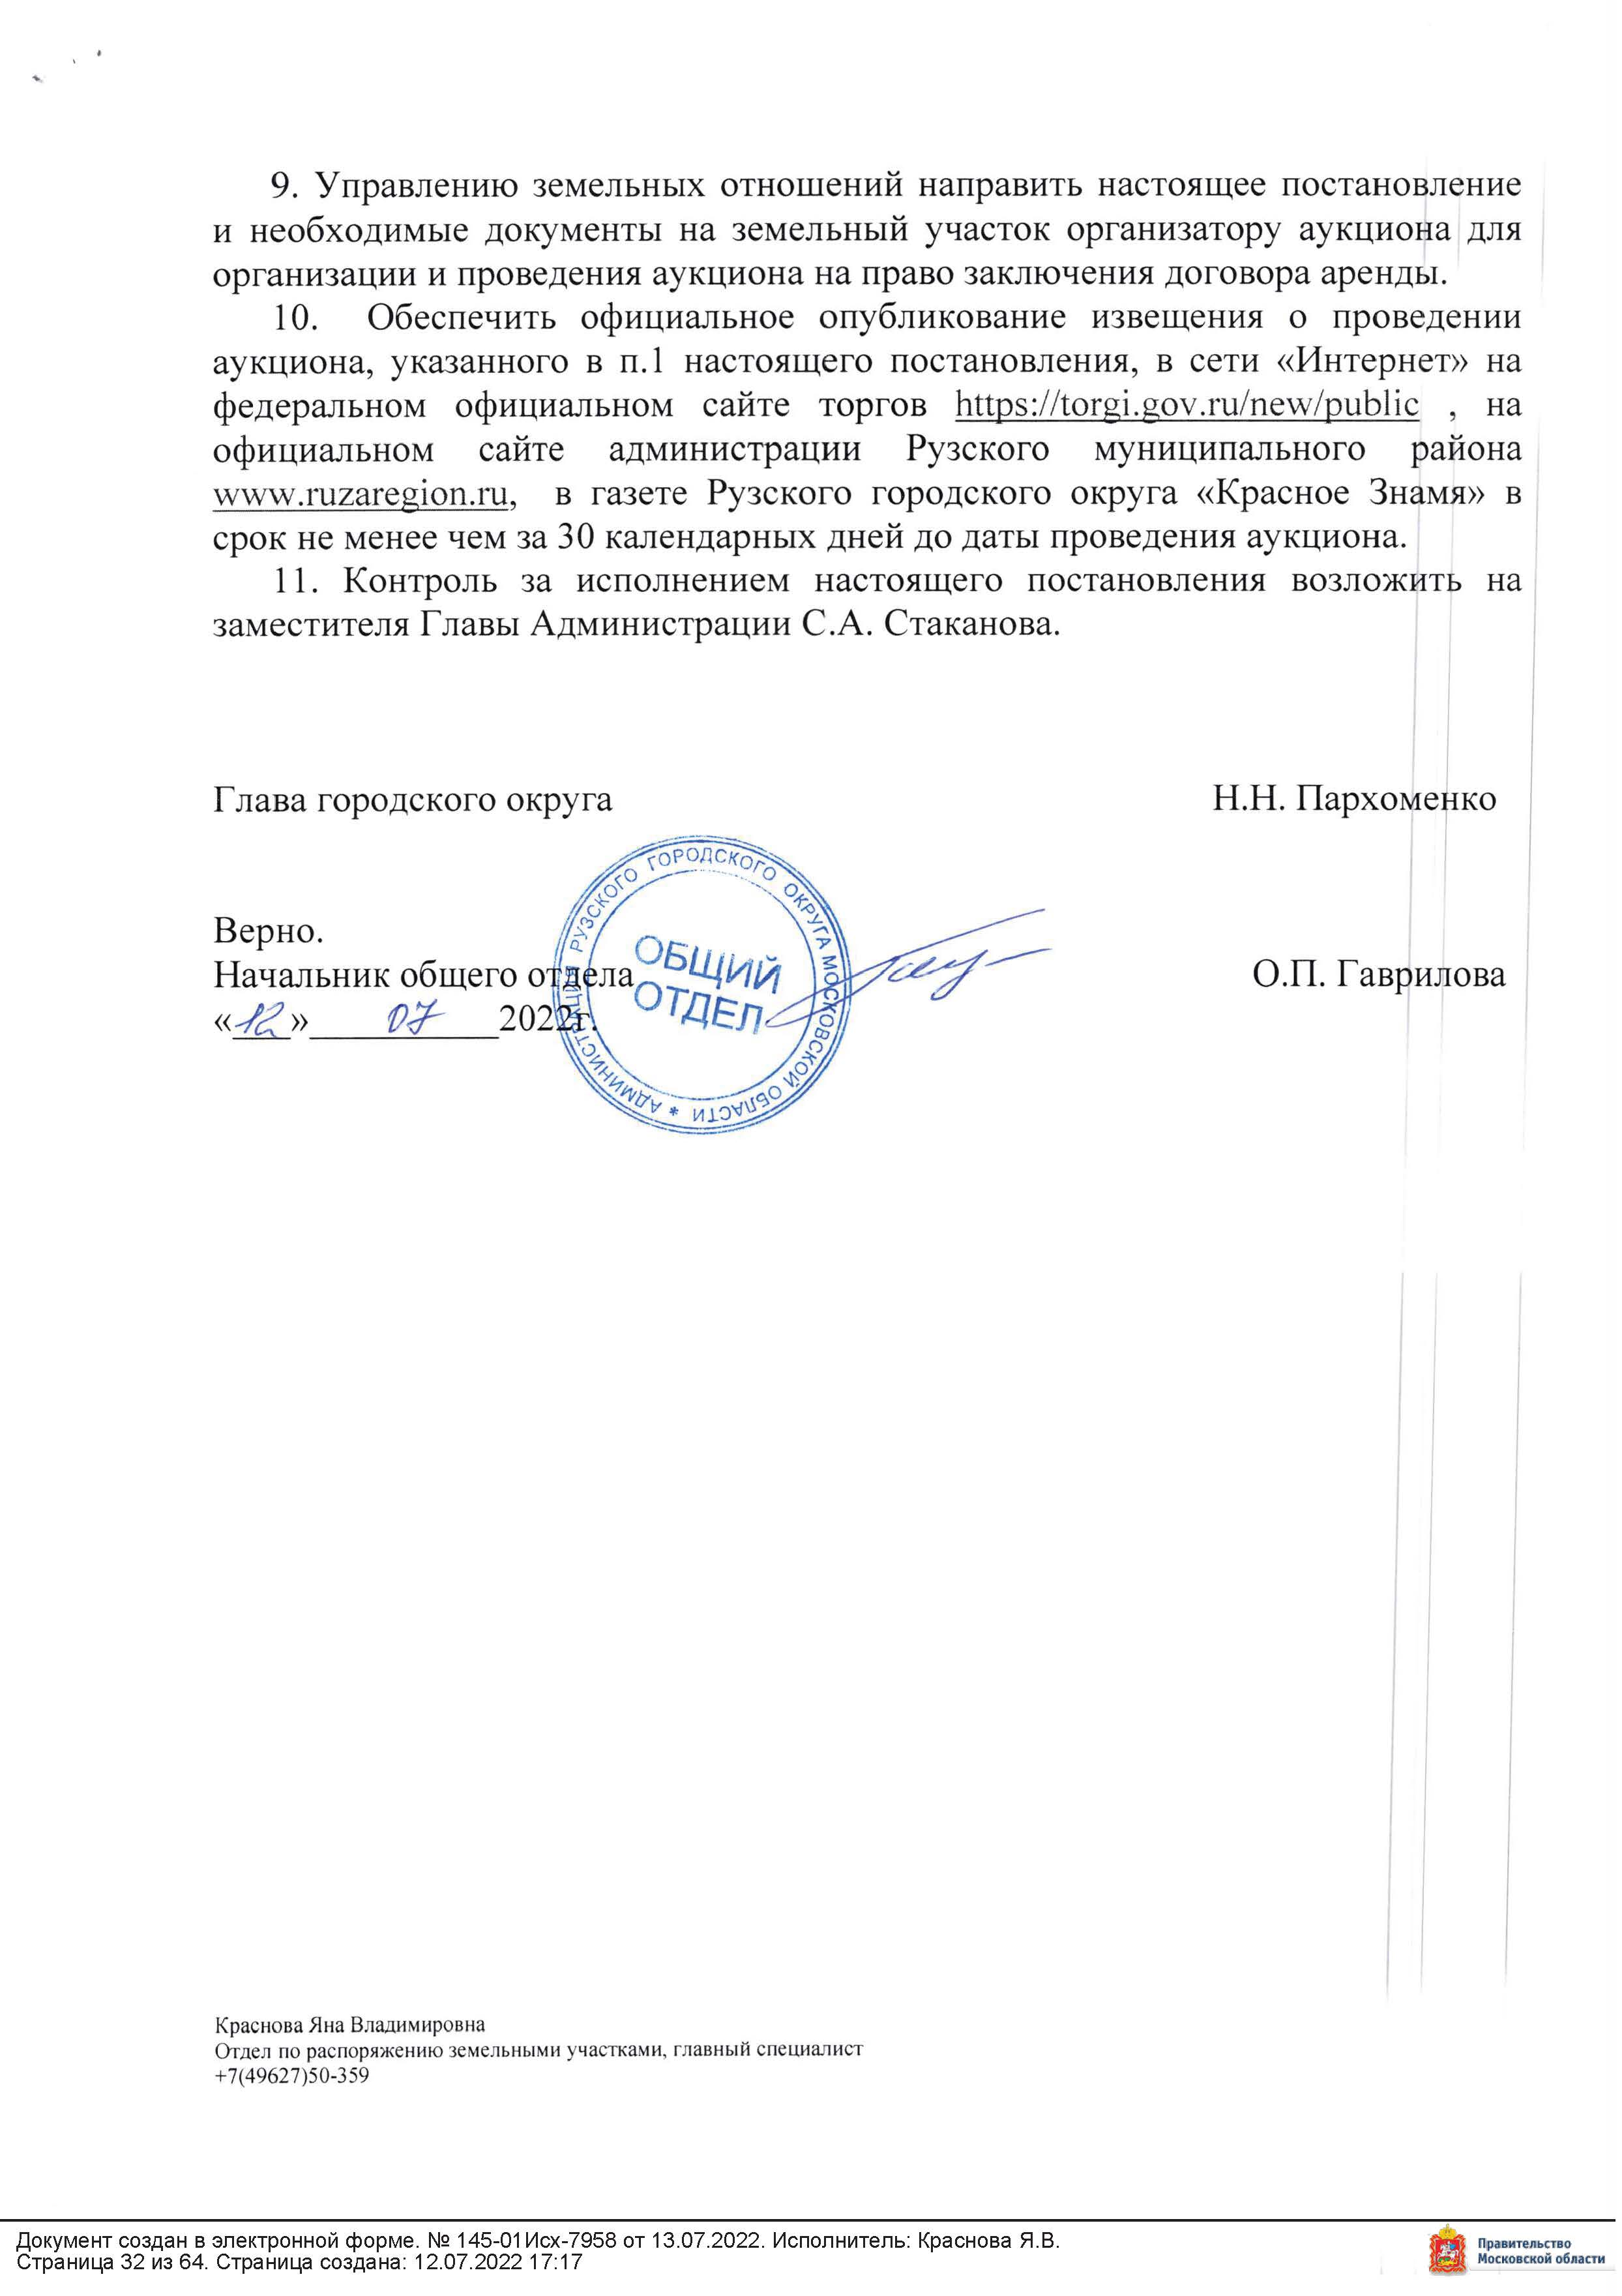 9. Управлению земельных отношений направить настоящее постановление
и необходимые документы на земельный участок организатору аукциона для
организации и проведения аукциона на право заключения договора аренды.
10. Обеспечить официальное опубликование извещения о проведении
аукциона, указанного в п.1 настоящего постановления, в сети «Интернет» на
федеральном официальном сайте торгов https://torgi.gov.ru/new/public , на
официальном сайте администрации Рузского муниципального района
www.ruzaregion.ru, в газете Рузского городского округа «Красное Знамя» в
срок не менее чем за 30 календарных дней до даты проведения аукциона.
11. Контроль за исполнением настоящего постановления возложить на
заместителя Главы Администрации С.А. Стаканова.
Глава городского округа Н.Н. Пархоменко
Верно.
Начальник общего отдела О.П. Гаврилова
«12» 07 2022г.
АДМИНИСТРАЦИЯ РУЗСКОГО ГОРОДСКОГО ОКРУГА МОСКОВСКОЙ ОБЛАСТИ *
ОБЩИЙ
ОТДЕЛ
Краснова Яна Владимировна
Отдел по распоряжению земельными участками, главный специалист
+7(49627)50-359
Документ создан в электронной форме. № 145-01Исх-7958 от 13.07.2022. Исполнитель: Краснова Я.В.
Страница 32 из 64. Страница создана: 12.07.2022 17:17
Правительство
Московской области